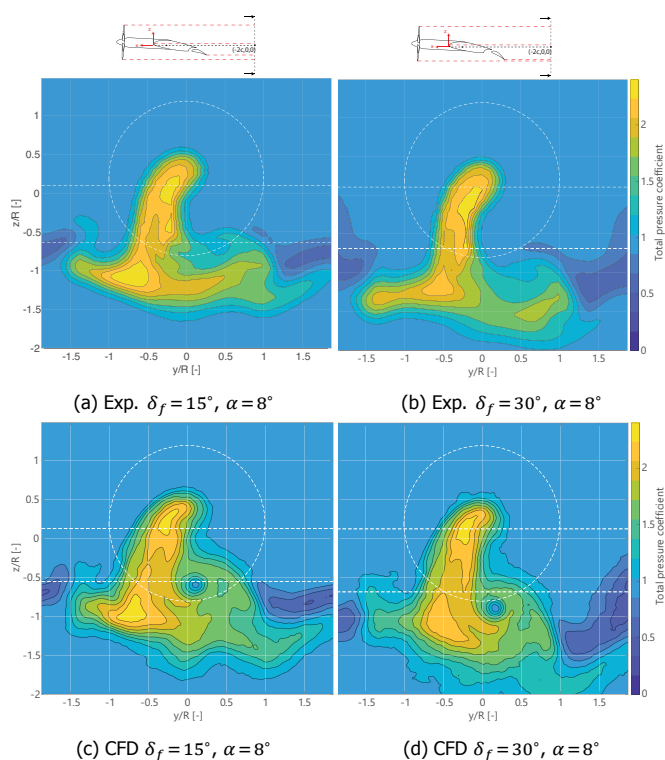 z
x
(-2c,0,0)
z
x
(-2c,0,0)
1
0.5
0
-0.5
-1
-1.5
-2
z/R [-]
-1.5 -1 -0.5 0 0.5 1 1.5
y/R [-]
-1.5 -1 -0.5 0 0.5 1 1.5
y/R [-]
2
1.5
1
0.5
0
Total pressure coefficient
(a) Exp. δf = 15°, α = 8°
(b) Exp. δf = 30°, α = 8°
1
0.5
0
-0.5
-1
-1.5
-2
z/R [-]
-1.5 -1 -0.5 0 0.5 1 1.5
y/R [-]
-1.5 -1 -0.5 0 0.5 1 1.5
y/R [-]
2
1.5
1
0.5
0
Total pressure coefficient
(c) CFD δf = 15°, α = 8°
(d) CFD δf = 30°, α = 8°